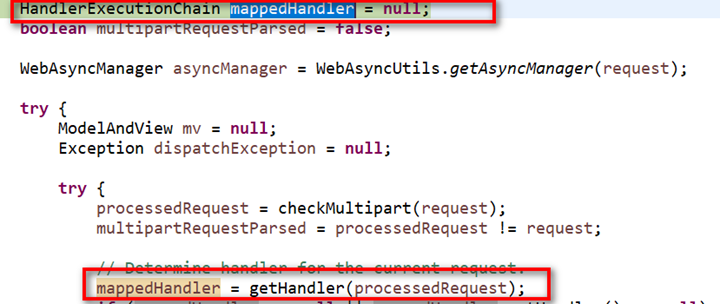 HandlerExecutionChain mappedHandler = null;
boolean multipartRequestParsed = false;
WebAsyncManager asyncManager = WebAsyncUtils.getAsyncManager(request);
try {
ModelAndView mv = null;
Exception dispatchException = null;
try {
processedRequest = checkMultipart(request);
multipartRequestParsed = processedRequest != request;
// Determine handler for the current request.
mappedHandler = getHandler(processedRequest);